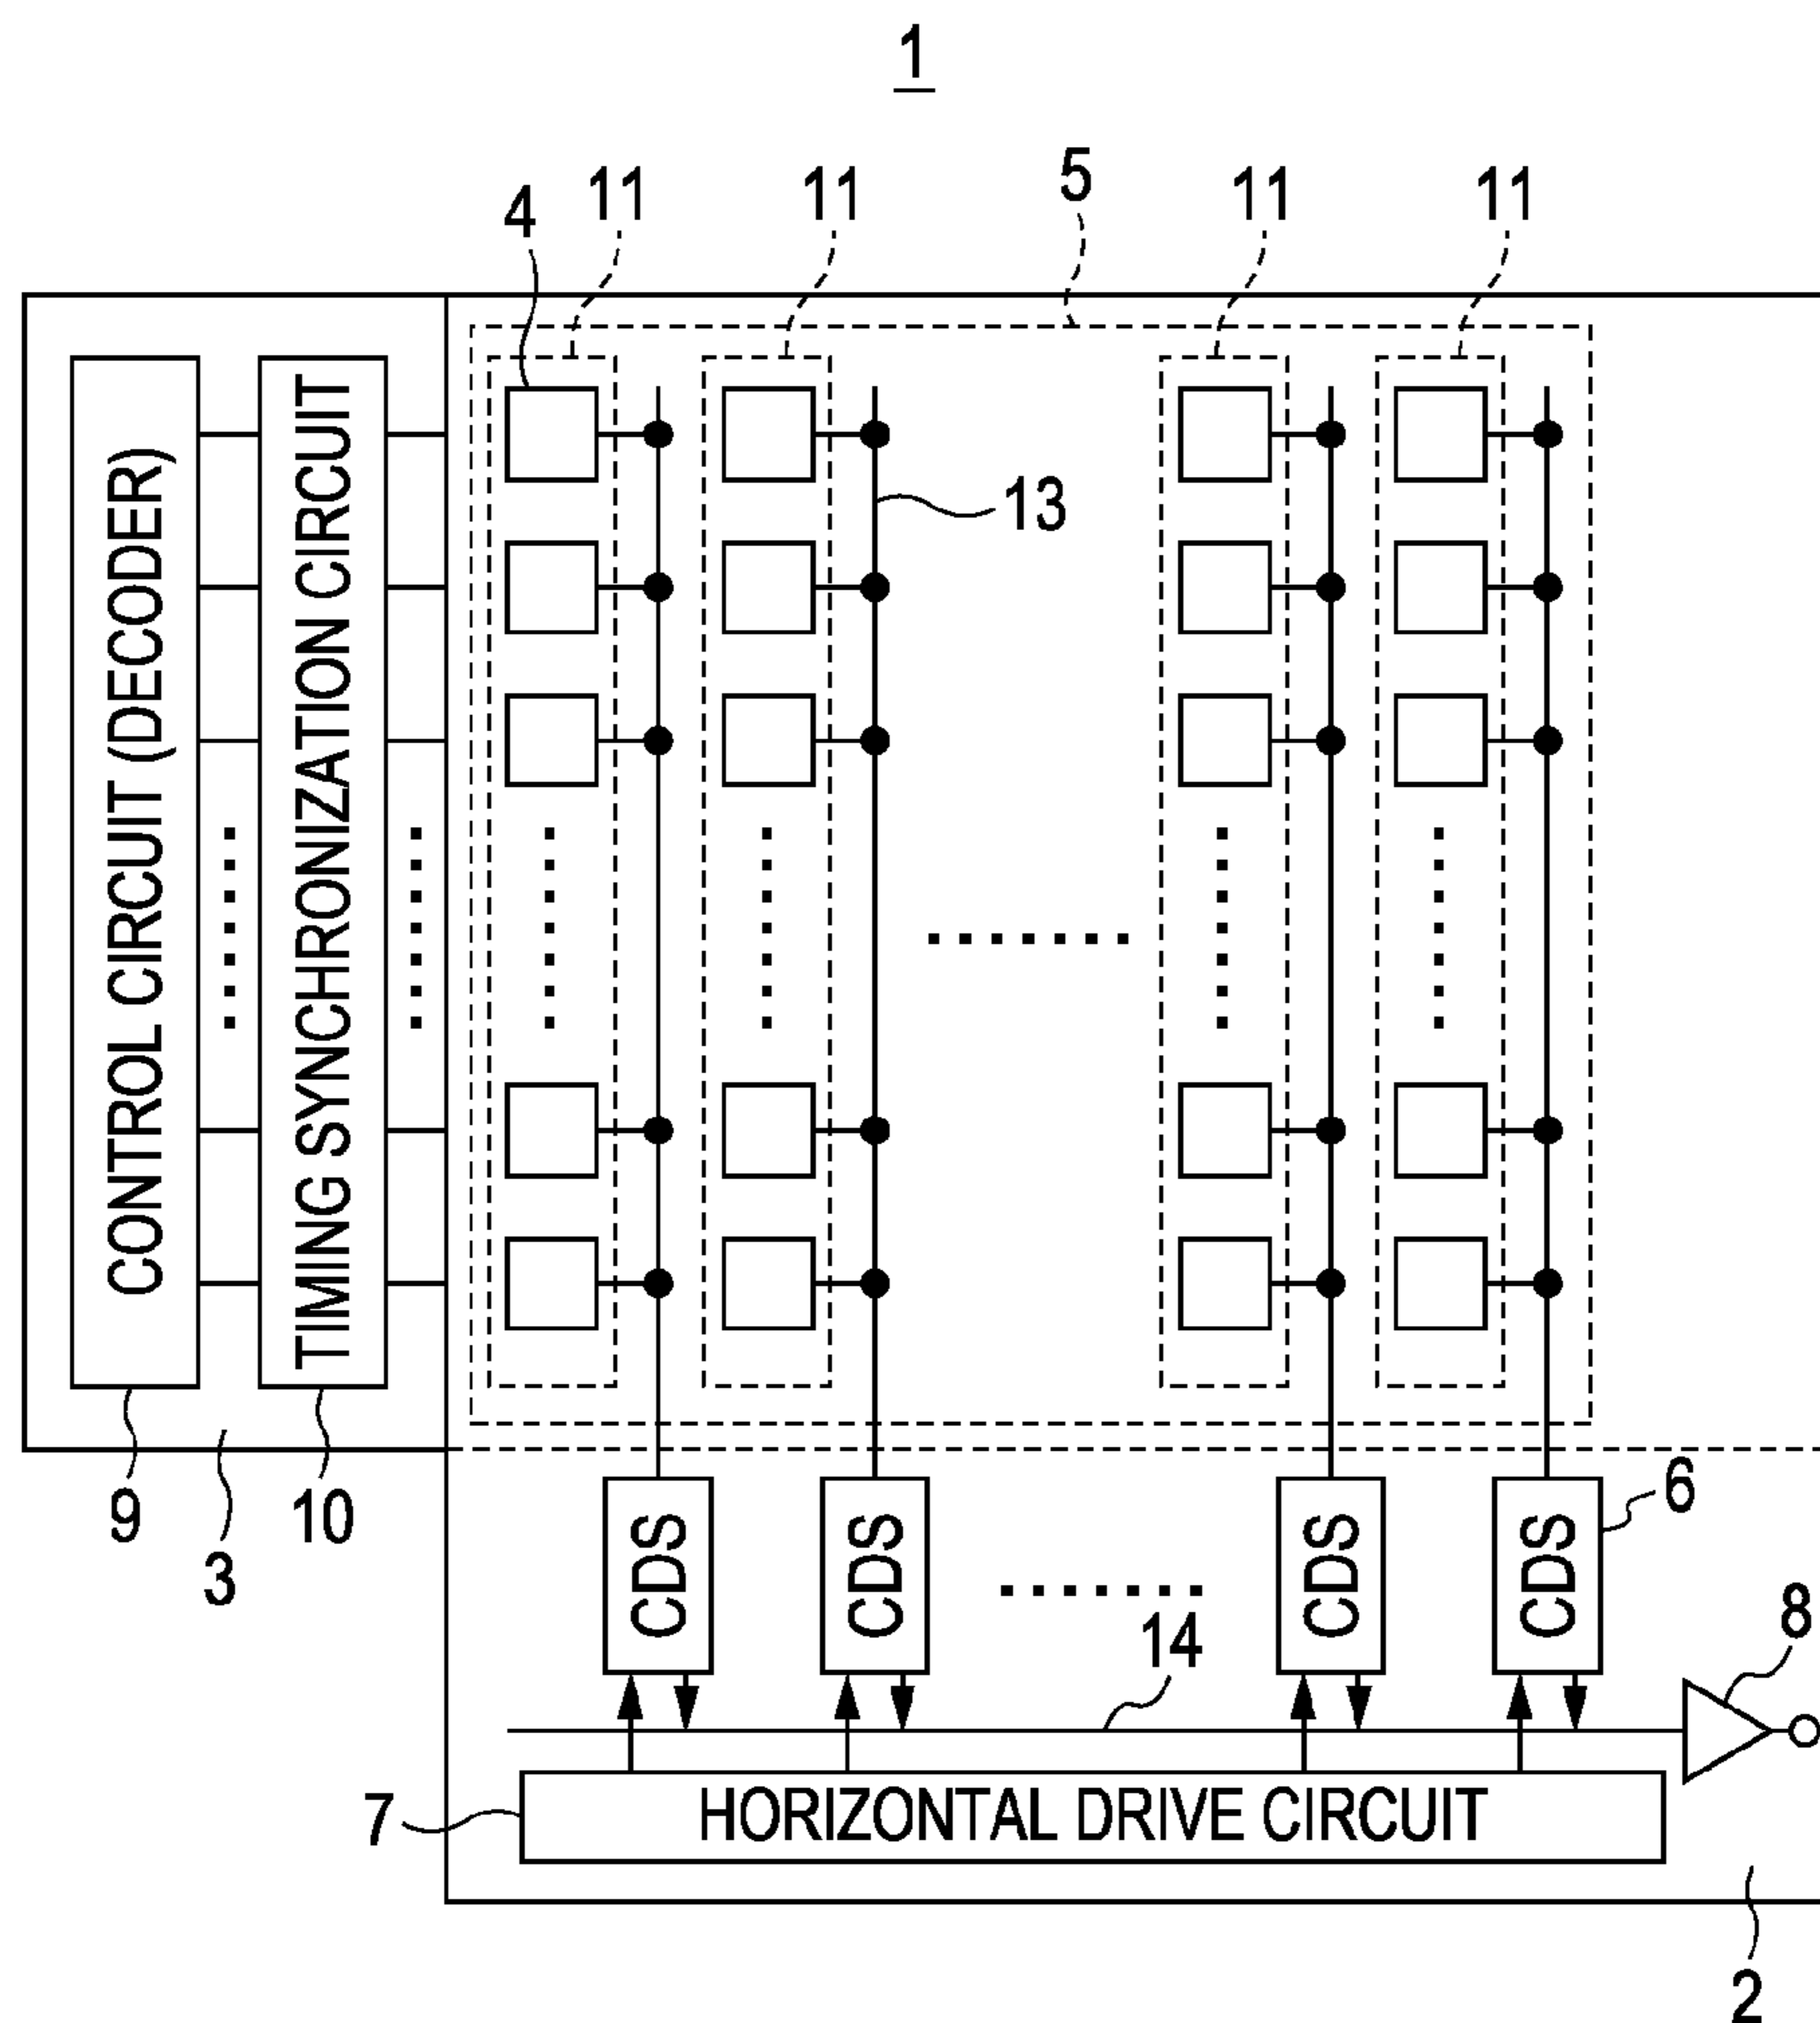 1
5
11 11 11 11
4
13
CONTROL CIRCUIT (DECODER)
TIMING SYNCHRONIZATION CIRCUIT
9
10
3
6
CDS CDS CDS CDS
14
8
7
HORIZONTAL DRIVE CIRCUIT
2